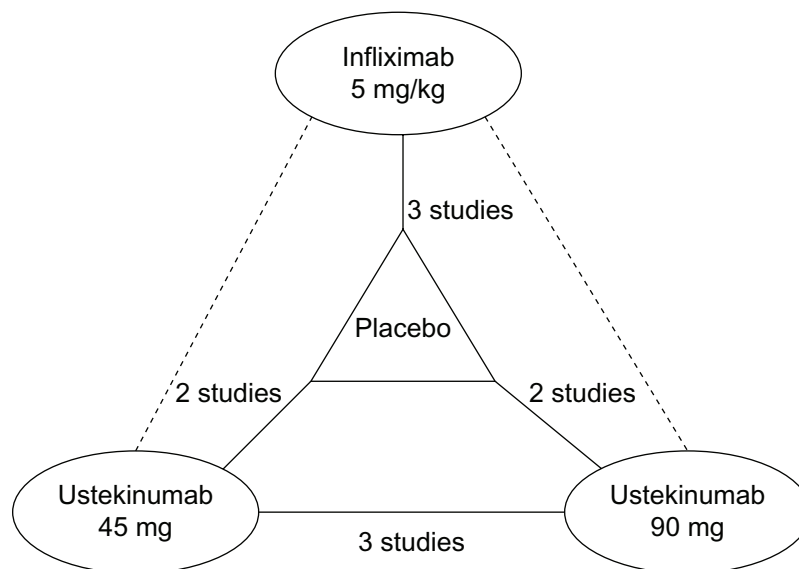 Infliximab
5 mg/kg
3 studies
Placebo
2 studies
2 studies
Ustekinumab
45 mg
Ustekinumab
90 mg
3 studies